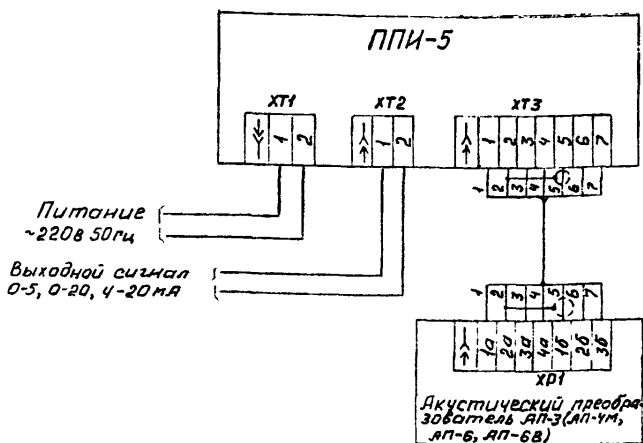 ППИ-5
XT1
XT2
XT3
1 2
1 2
1 2 3 4 5 6 7
1 2 3 4 5 6 7
Питание
~220В 50Гц
Выходной сигнал
0-5, 0-20, 4-20 мА
1 2 3 4 5 6 7
1а 2а 3а 4а 1б 2б 3б
XP1
Акустический преобра-
зователь АП-3(АП-4М,
АП-6, АП-6В)